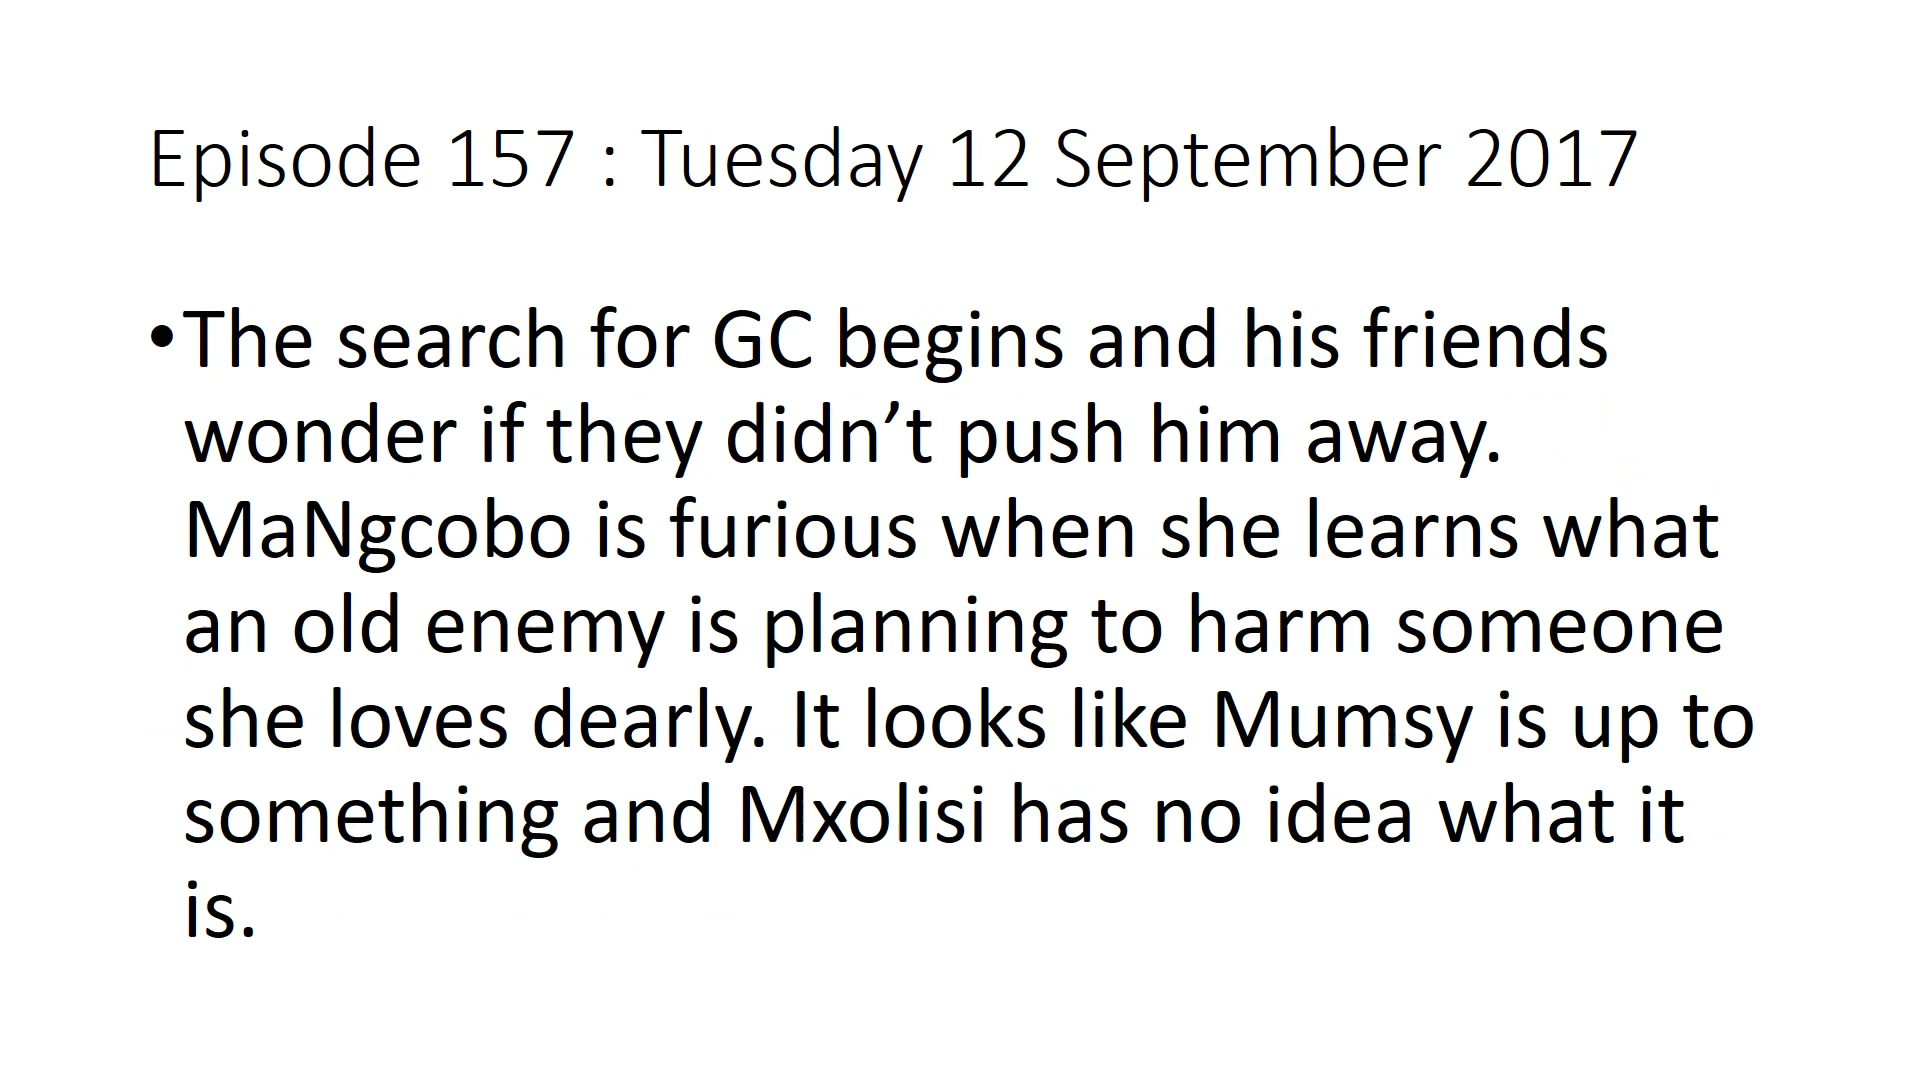 Episode 157 : Tuesday 12 September 2017
•The search for GC begins and his friends
wonder if they didn’t push him away.
MaNgcobo is furious when she learns what
an old enemy is planning to harm someone
she loves dearly. It looks like Mumsy is up to
something and Mxolisi has no idea what it
is.